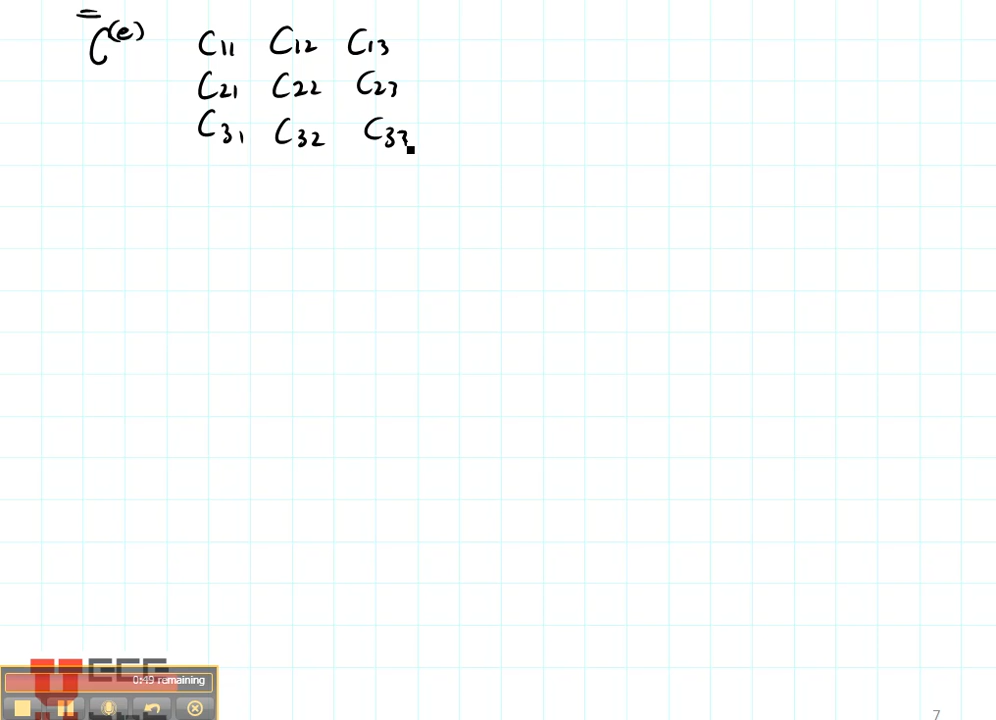 C̿^(e) C11 C12 C13
C21 C22 C23
C31 C32 C33
0:49 remaining
7